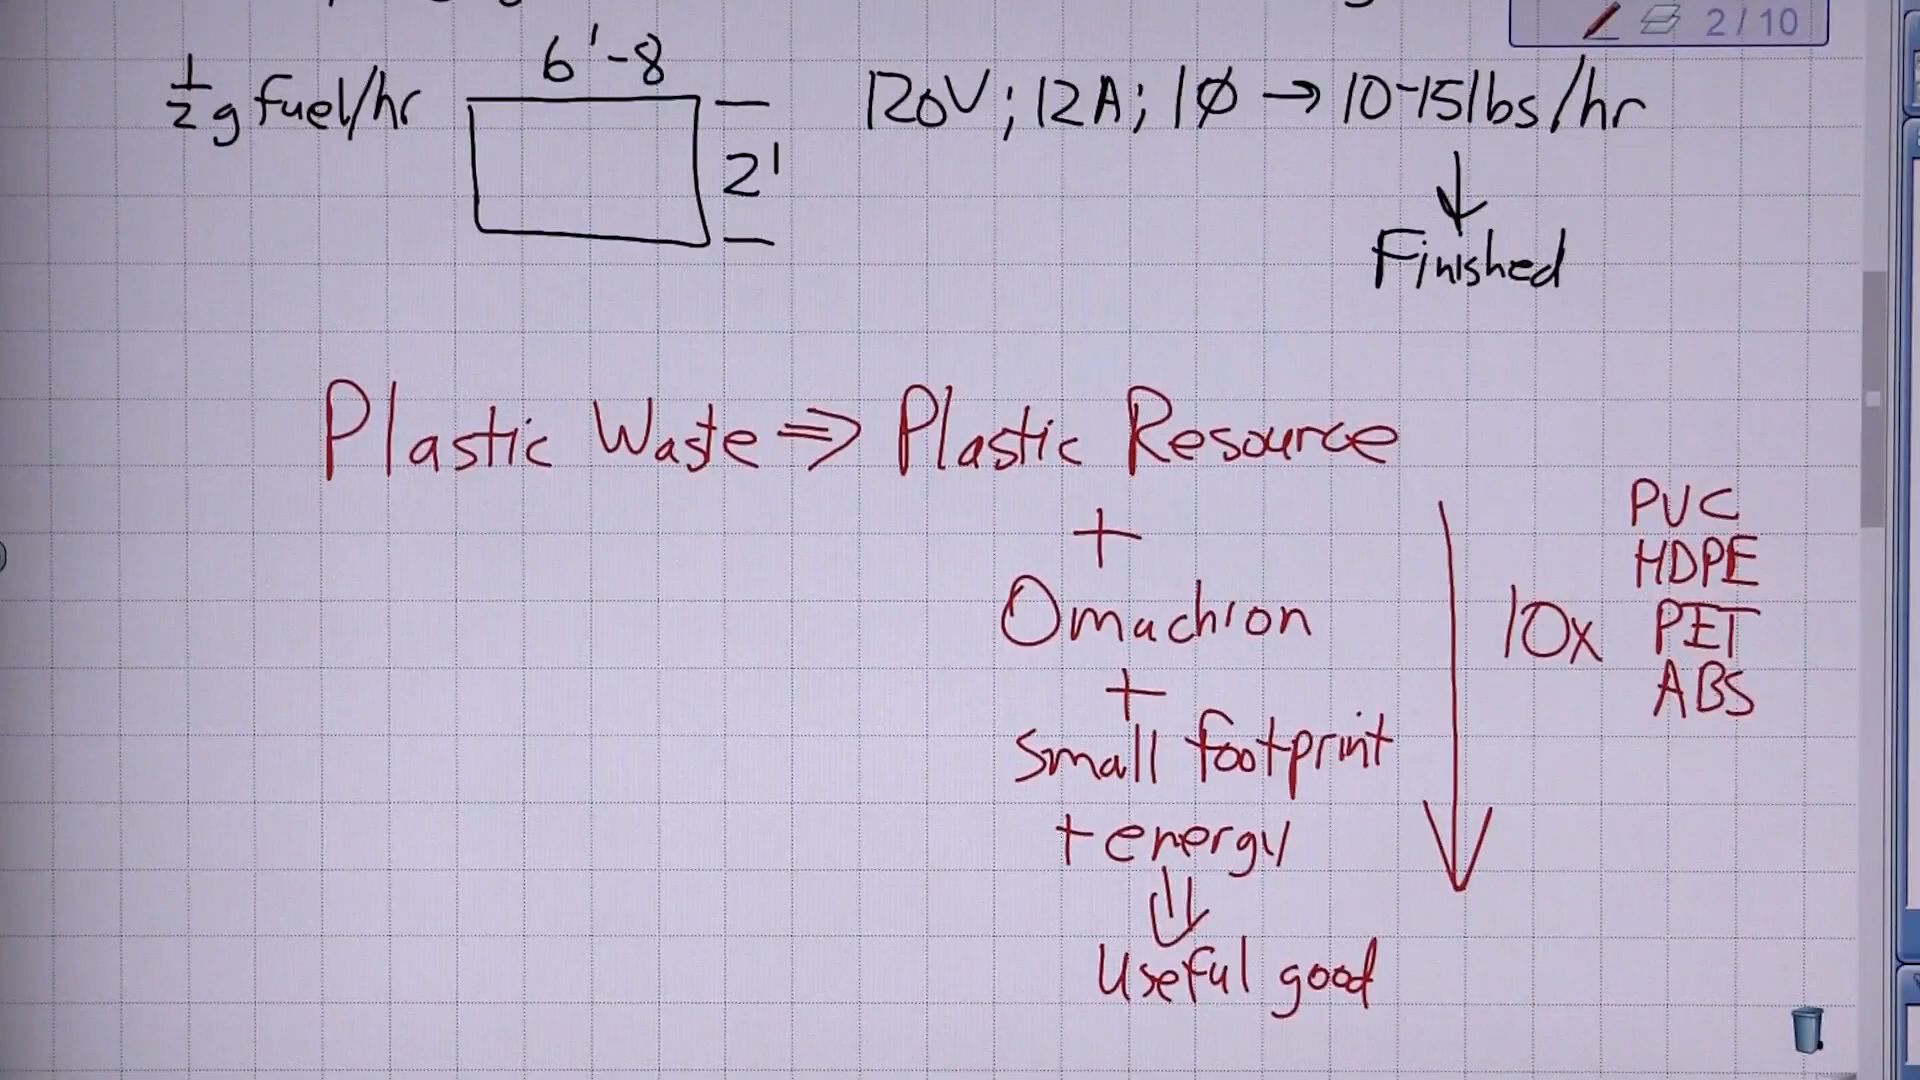 2/10
1/2 g fuel/hr
6'-8
2'
120V; 12A; 1Ø → 10-15lbs/hr
↓
Finished
Plastic Waste ⇒ Plastic Resource
+
Omachron
+
Small footprint
+ energy
⇓
Useful good
10x
PVC
HDPE
PET
ABS